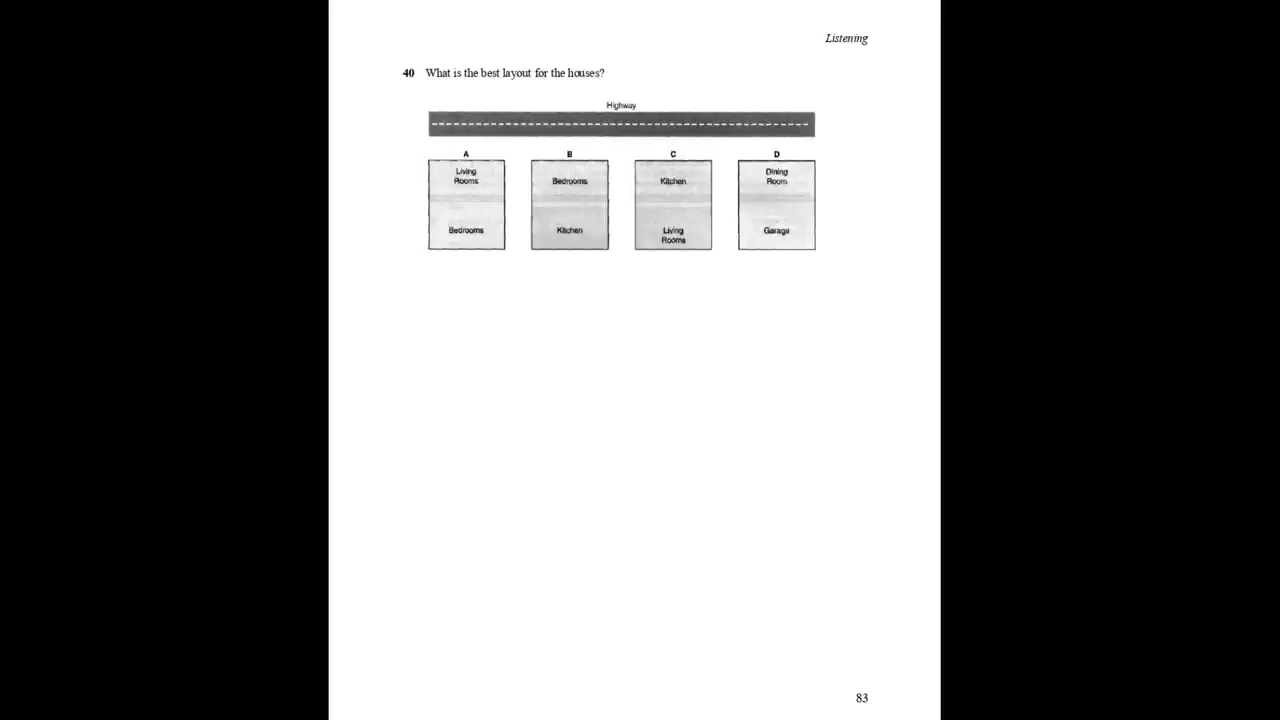 Listening
40 What is the best layout for the houses?
Highway
A B C D
Living Rooms Bedrooms Kitchen Dining Room
Bedrooms Kitchen Living Rooms Garage
83